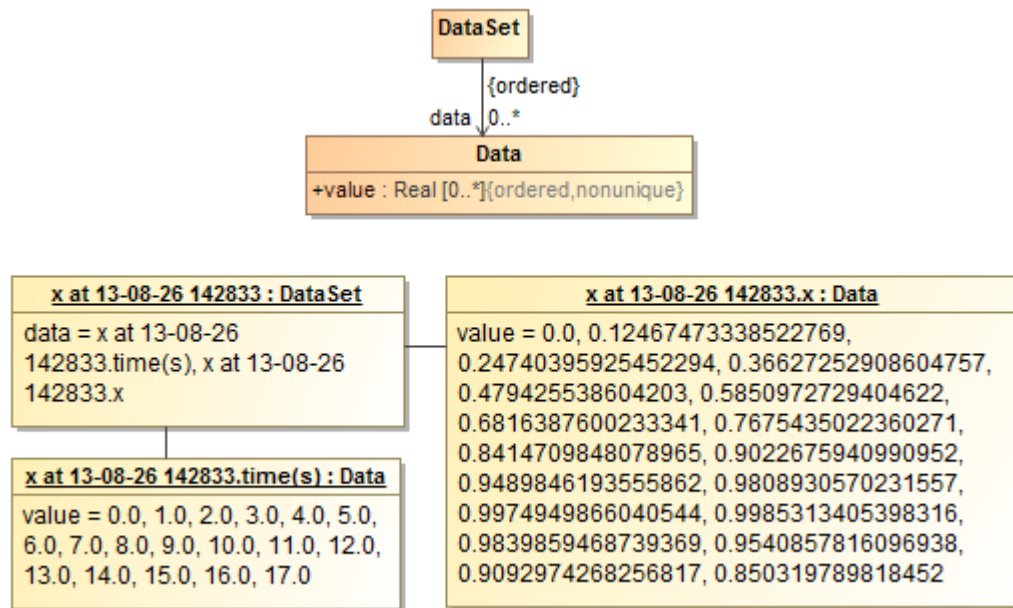 DataSet
{ordered}
data 0..*
Data
+value : Real [0..*]{ordered,nonunique}
x at 13-08-26 142833 : DataSet
data = x at 13-08-26
142833.time(s), x at 13-08-26
142833.x
x at 13-08-26 142833.x : Data
value = 0.0, 0.12467473338522769,
0.24740395925452294, 0.36627252908604757,
0.479425538604203, 0.5850972729404622,
0.6816387600233341, 0.7675435022360271,
0.8414709848078965, 0.9022675940990952,
0.9489846193555862, 0.9808930570231557,
0.9974949866040544, 0.9985313405398316,
0.9839859468739369, 0.9540857816096938,
0.9092974268256817, 0.850319789818452
x at 13-08-26 142833.time(s) : Data
value = 0.0, 1.0, 2.0, 3.0, 4.0, 5.0,
6.0, 7.0, 8.0, 9.0, 10.0, 11.0, 12.0,
13.0, 14.0, 15.0, 16.0, 17.0